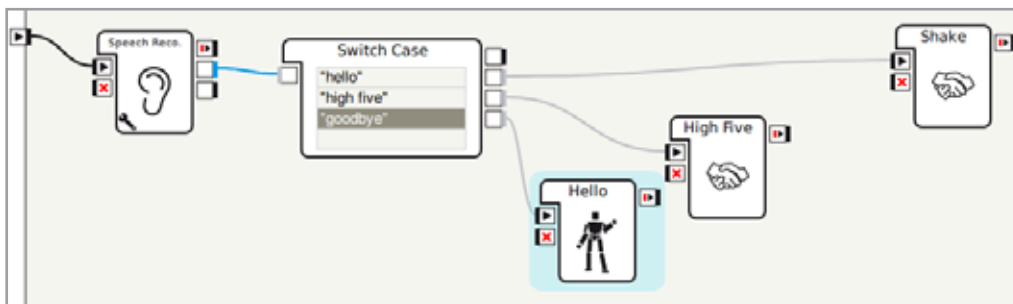 Speech Reco.
Switch Case
"hello"
"high five"
"goodbye"
Shake
High Five
Hello